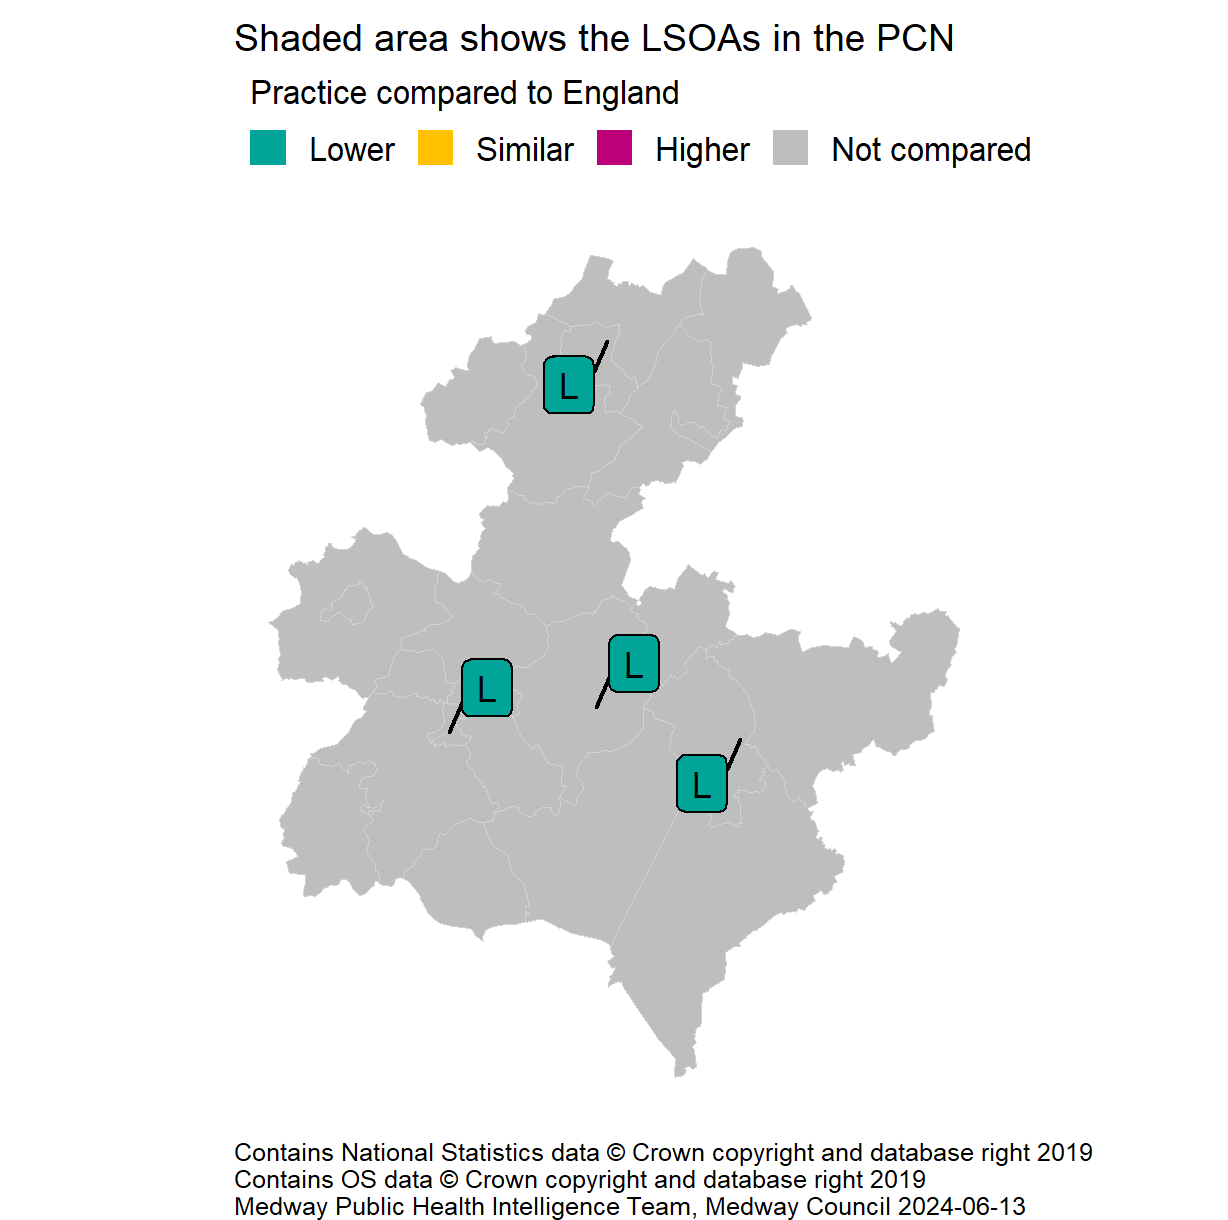 Shaded area shows the LSOAs in the PCN
Practice compared to England
Lower Similar Higher Not compared
L
L
L
L
Contains National Statistics data © Crown copyright and database right 2019
Contains OS data © Crown copyright and database right 2019
Medway Public Health Intelligence Team, Medway Council 2024-06-13